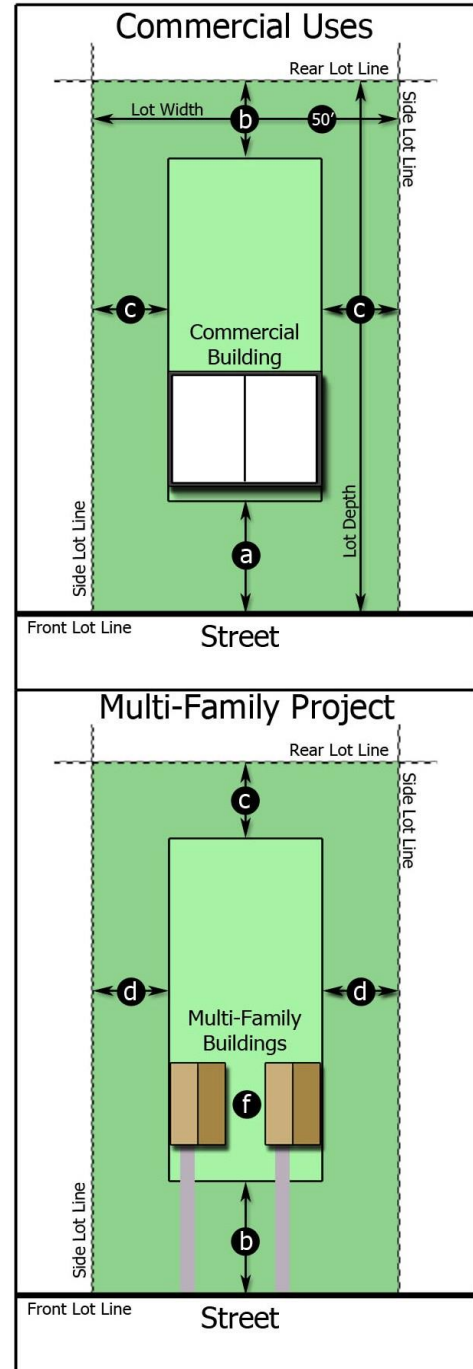 Commercial Uses
Rear Lot Line
Lot Width
b
50'
Side Lot Line
c
c
Commercial
Building
Side Lot Line
Lot Depth
a
Front Lot Line
Street
Multi-Family Project
Rear Lot Line
Side Lot Line
c
d
d
Multi-Family
Buildings
f
Side Lot Line
b
Front Lot Line
Street